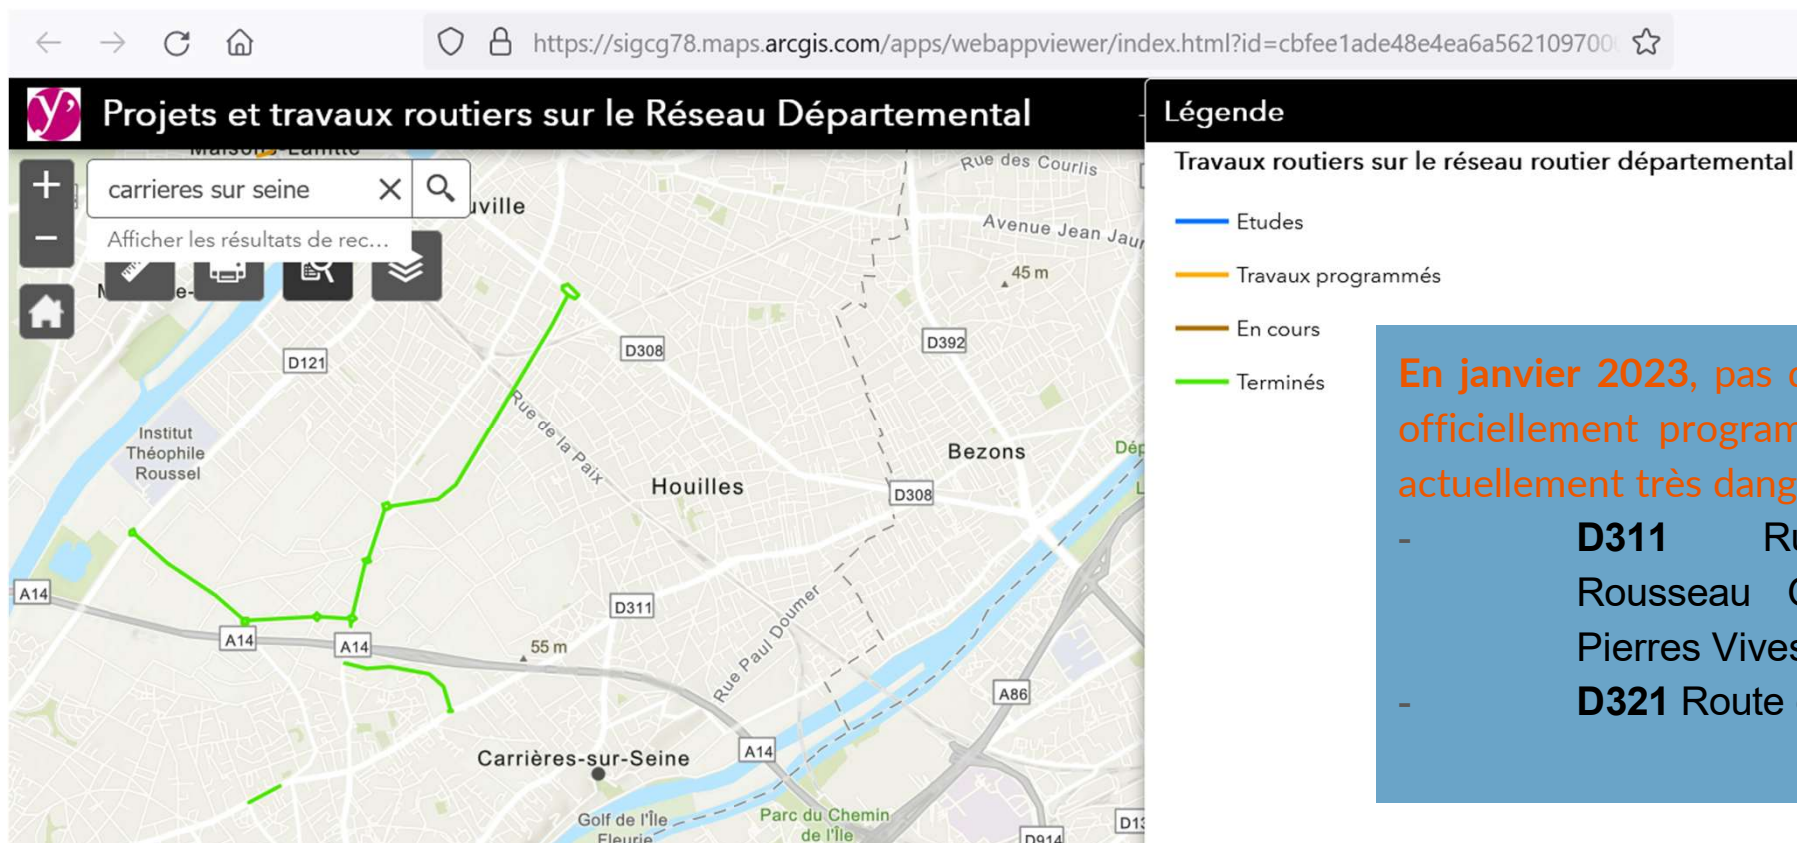 https://sigcg78.maps.arcgis.com/apps/webappviewer/index.html?id=cbfee1ade48e4ea6a56210970
y'
Projets et travaux routiers sur le Réseau Départemental
Légende
Travaux routiers sur le réseau routier départemental
Etudes
Travaux programmés
En cours
Terminés
carrieres sur seine
Afficher les résultats de rec...
uville
Rue des Courlis
Avenue Jean Jaur
45 m
D392
D308
D121
Rue de la Paix
Institut
Théophile
Roussel
Bezons
Houilles
D308
A14
D311
Rue Paul Doumer
A14
A14
55 m
A86
A14
Carrières-sur-Seine
Golf de l'Île
Fleurie
Parc du Chemin
de l'Île
D914
En janvier 2023, pas
officiellement program
actuellement très dang
- D311 Ru
Rousseau
Pierres Vives
- D321 Route